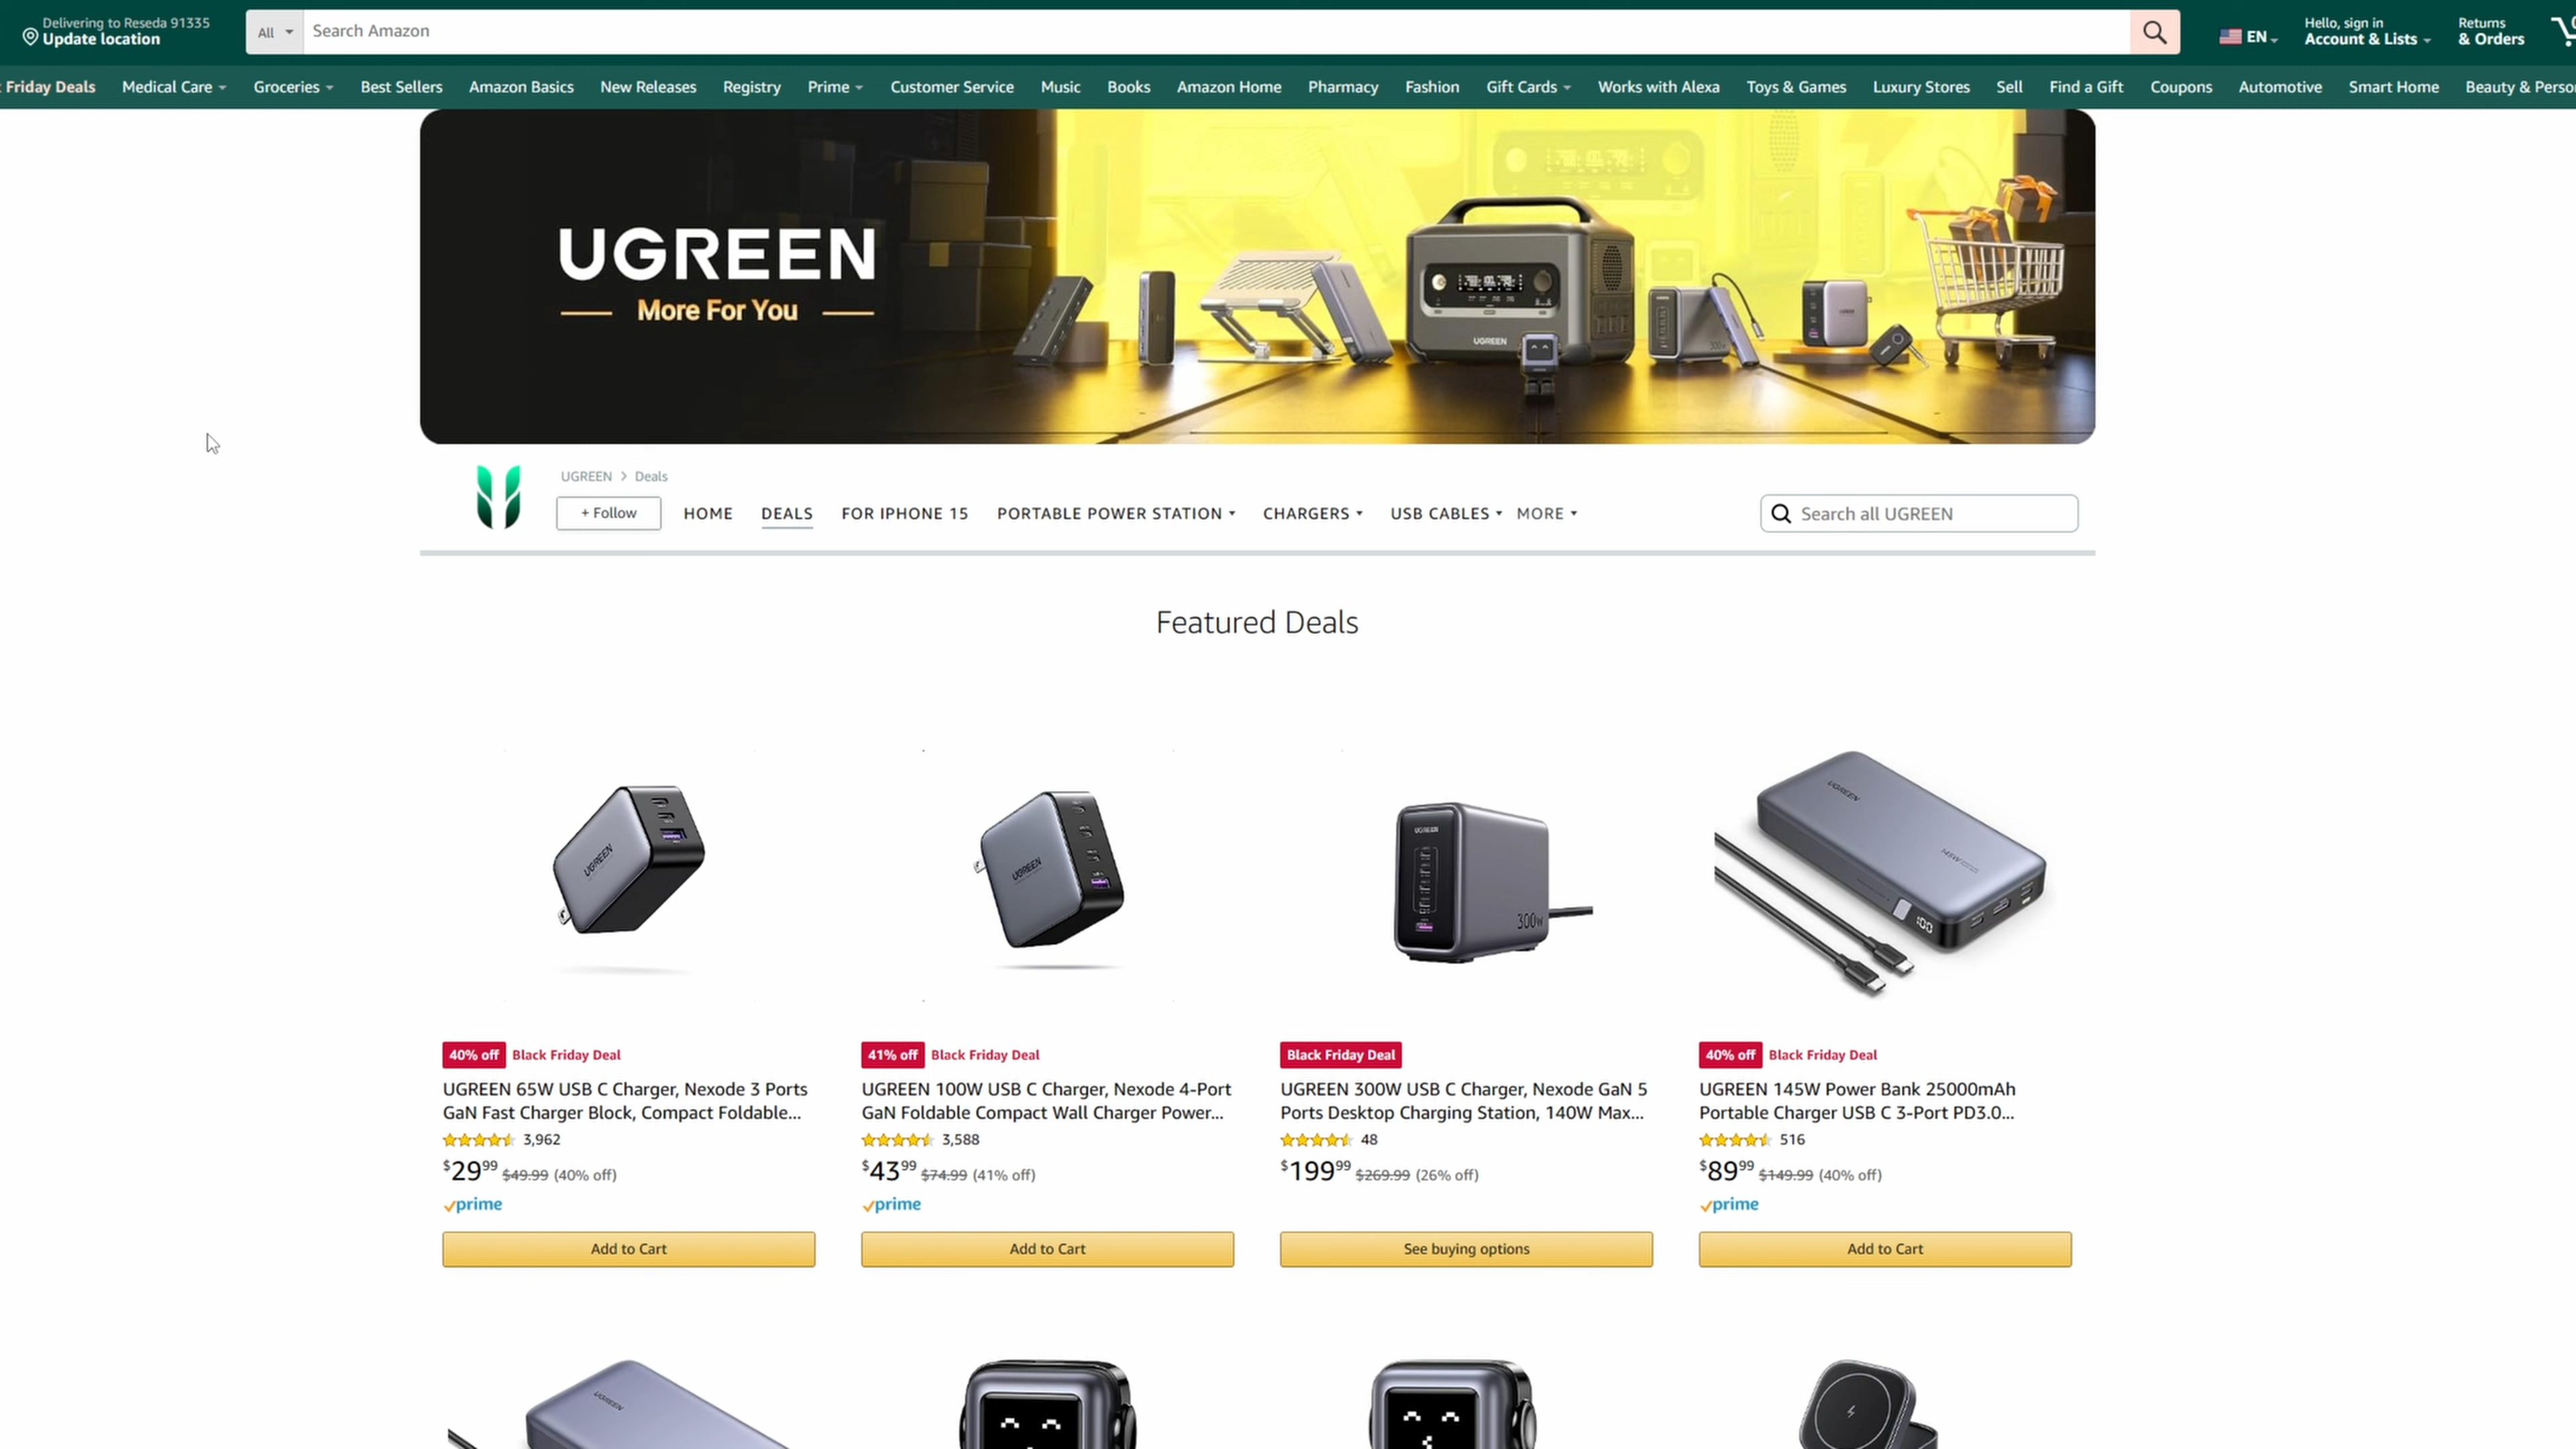 Delivering to Reseda 91335
Update location
All
Search Amazon
EN
Hello, sign in
Account & Lists
Returns
& Orders
Friday Deals
Medical Care
Groceries
Best Sellers
Amazon Basics
New Releases
Registry
Prime
Customer Service
Music
Books
Amazon Home
Pharmacy
Fashion
Gift Cards
Works with Alexa
Toys & Games
Luxury Stores
Sell
Find a Gift
Coupons
Automotive
Smart Home
Beauty & Perso
UGREEN
More For You
UGREEN
UGREEN > Deals
+ Follow
HOME
DEALS
FOR IPHONE 15
PORTABLE POWER STATION
CHARGERS
USB CABLES
MORE
Search all UGREEN
Featured Deals
UGREEN
UGREEN
UGREEN
300W
UGREEN
145W
100
40% off Black Friday Deal
UGREEN 65W USB C Charger, Nexode 3 Ports
GaN Fast Charger Block, Compact Foldable...
3,962
$29.99 $49.99 (40% off)
prime
Add to Cart
41% off Black Friday Deal
UGREEN 100W USB C Charger, Nexode 4-Port
GaN Foldable Compact Wall Charger Power...
3,588
$43.99 $74.99 (41% off)
prime
Add to Cart
Black Friday Deal
UGREEN 300W USB C Charger, Nexode GaN 5
Ports Desktop Charging Station, 140W Max...
48
$199.99 $269.99 (26% off)
See buying options
40% off Black Friday Deal
UGREEN 145W Power Bank 25000mAh
Portable Charger USB C 3-Port PD3.0...
516
$89.99 $149.99 (40% off)
prime
Add to Cart
UGREEN